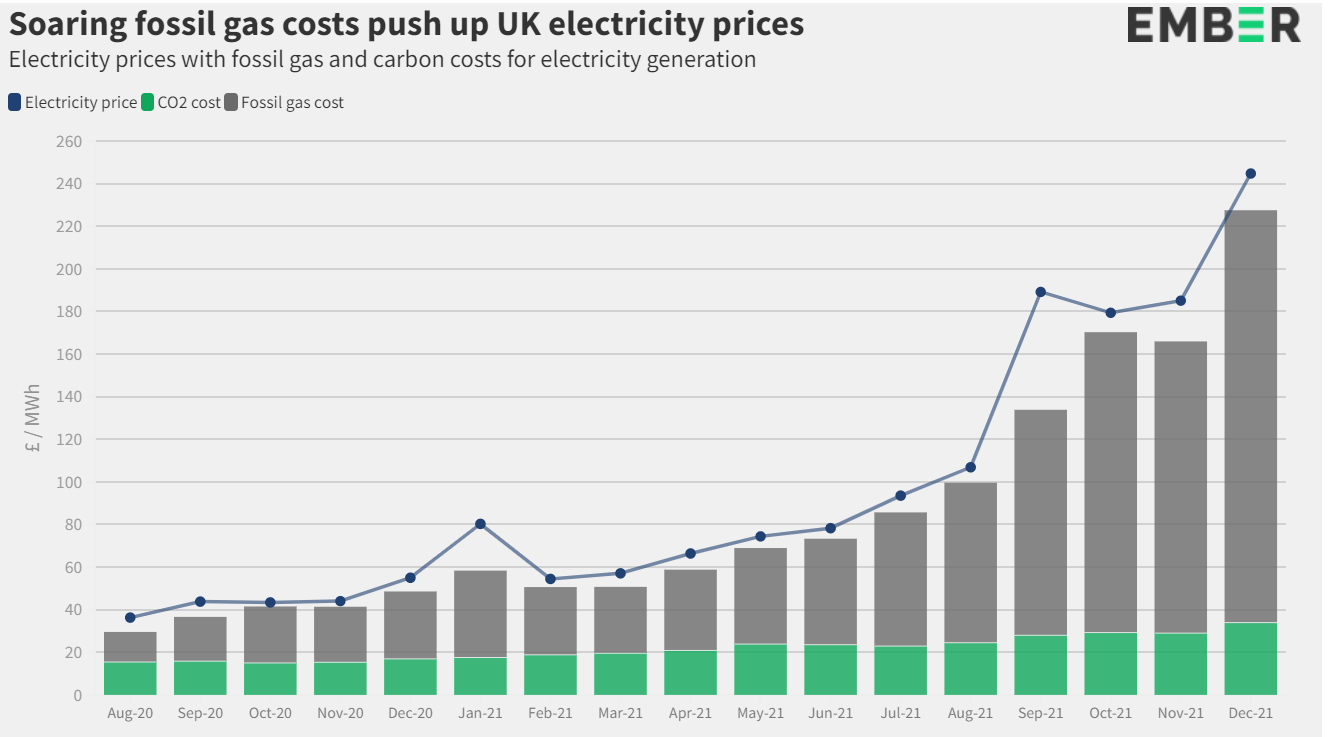 Soaring fossil gas costs push up UK electricity prices
EMBER
Electricity prices with fossil gas and carbon costs for electricity generation
Electricity price CO2 cost Fossil gas cost
£ / MWh
260
240
220
200
180
160
140
120
100
80
60
40
20
0
Aug-20 Sep-20 Oct-20 Nov-20 Dec-20 Jan-21 Feb-21 Mar-21 Apr-21 May-21 Jun-21 Jul-21 Aug-21 Sep-21 Oct-21 Nov-21 Dec-21